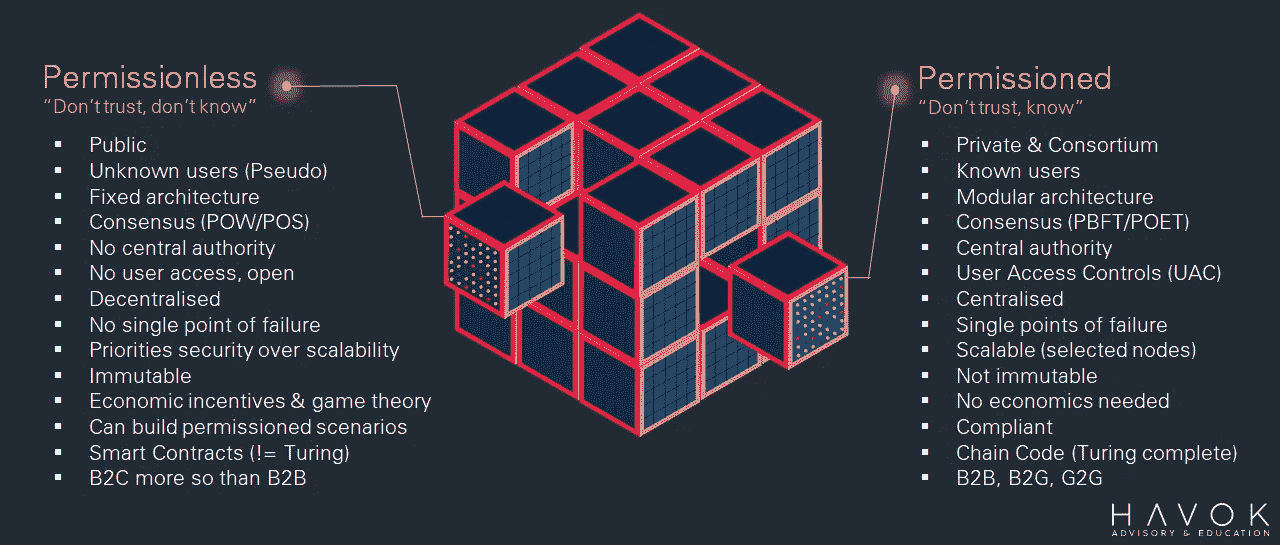 Permissionless
“Don’t trust, don’t know”
▪ Public
▪ Unknown users (Pseudo)
▪ Fixed architecture
▪ Consensus (POW/POS)
▪ No central authority
▪ No user access, open
▪ Decentralised
▪ No single point of failure
▪ Priorities security over scalability
▪ Immutable
▪ Economic incentives & game theory
▪ Can build permissioned scenarios
▪ Smart Contracts (!= Turing)
▪ B2C more so than B2B
Permissioned
“Don’t trust, know”
▪ Private & Consortium
▪ Known users
▪ Modular architecture
▪ Consensus (PBFT/POET)
▪ Central authority
▪ User Access Controls (UAC)
▪ Centralised
▪ Single points of failure
▪ Scalable (selected nodes)
▪ Not immutable
▪ No economics needed
▪ Compliant
▪ Chain Code (Turing complete)
▪ B2B, B2G, G2G
HAVOK
ADVISORY & EDUCATION